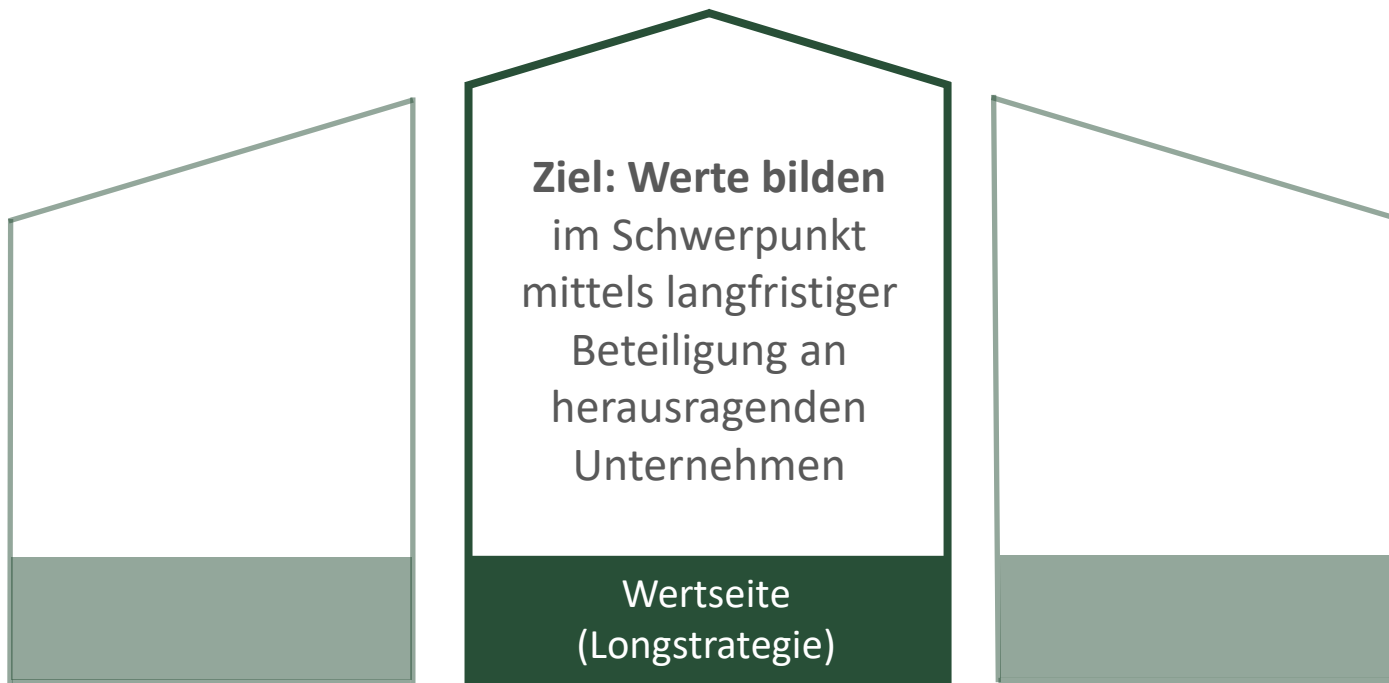 Ziel: Werte bilden
im Schwerpunkt
mittels langfristiger
Beteiligung an
herausragenden
Unternehmen
Wertseite
(Longstrategie)